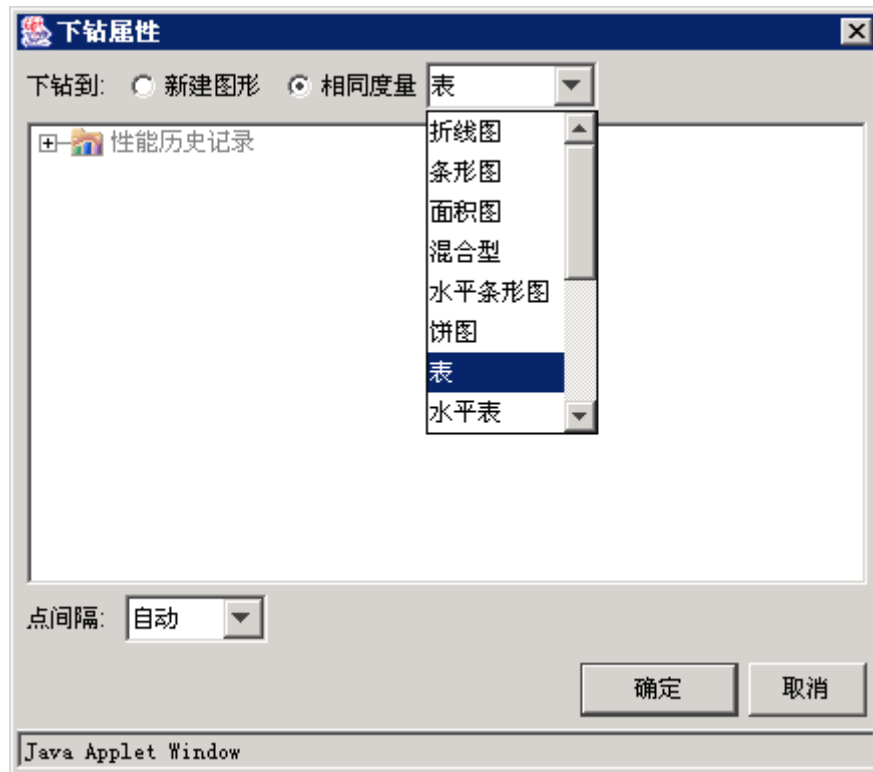 下钻属性
下钻到: 新建图形 相同度量 表
性能历史记录
折线图
条形图
面积图
混合型
水平条形图
饼图
表
水平表
点间隔: 自动
确定 取消
Java Applet Window